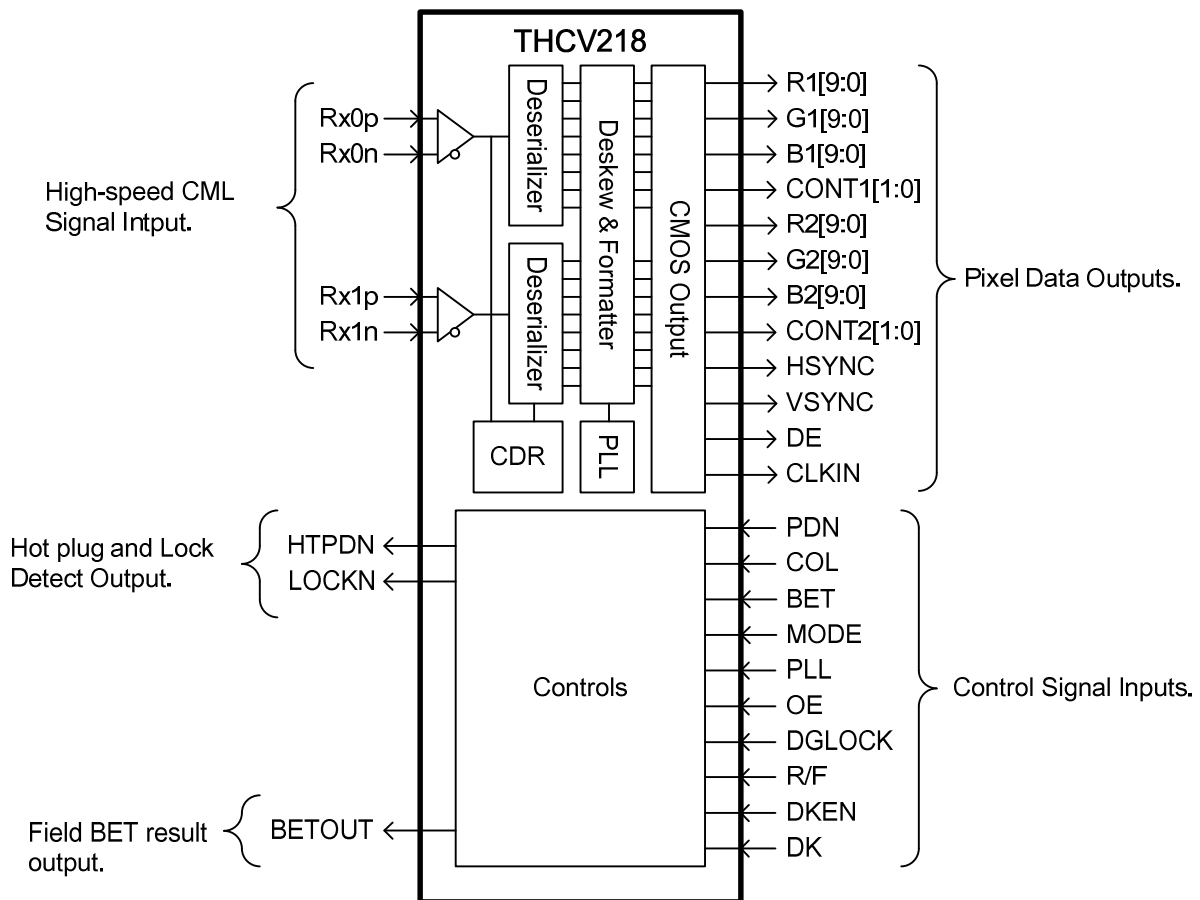 THCV218
High-speed CML
Signal Intput.
Rx0p
Rx0n
Rx1p
Rx1n
Deserializer
Deserializer
Deskew & Formatter
CMOS Output
CDR
PLL
R1[9:0]
G1[9:0]
B1[9:0]
CONT1[1:0]
R2[9:0]
G2[9:0]
B2[9:0]
CONT2[1:0]
HSYNC
VSYNC
DE
CLKIN
Pixel Data Outputs.
Hot plug and Lock
Detect Output.
HTPDN
LOCKN
Field BET result
output.
BETOUT
Controls
PDN
COL
BET
MODE
PLL
OE
DGLOCK
R/F
DKEN
DK
Control Signal Inputs.